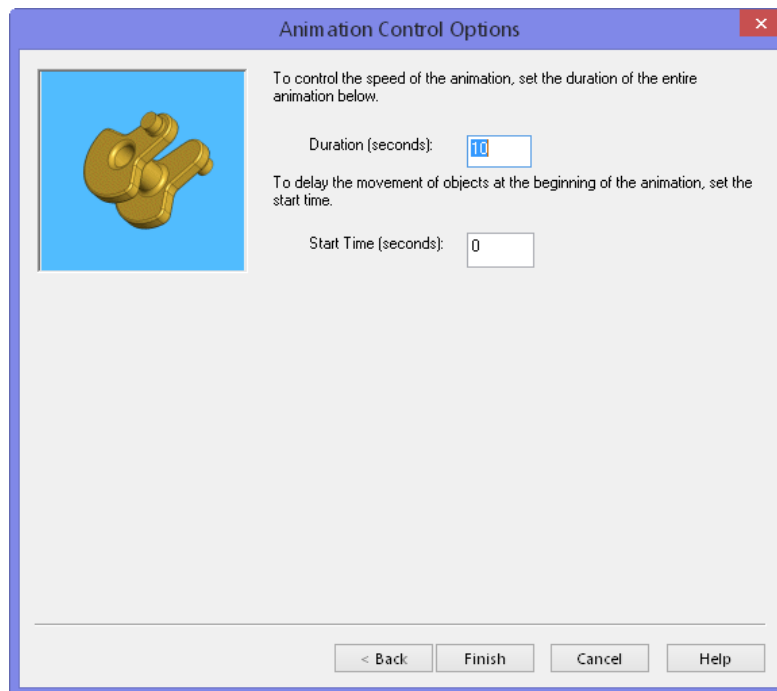 Animation Control Options
To control the speed of the animation, set the duration of the entire
animation below.
Duration (seconds): 10
To delay the movement of objects at the beginning of the animation, set the
start time.
Start Time (seconds): 0
< Back Finish Cancel Help